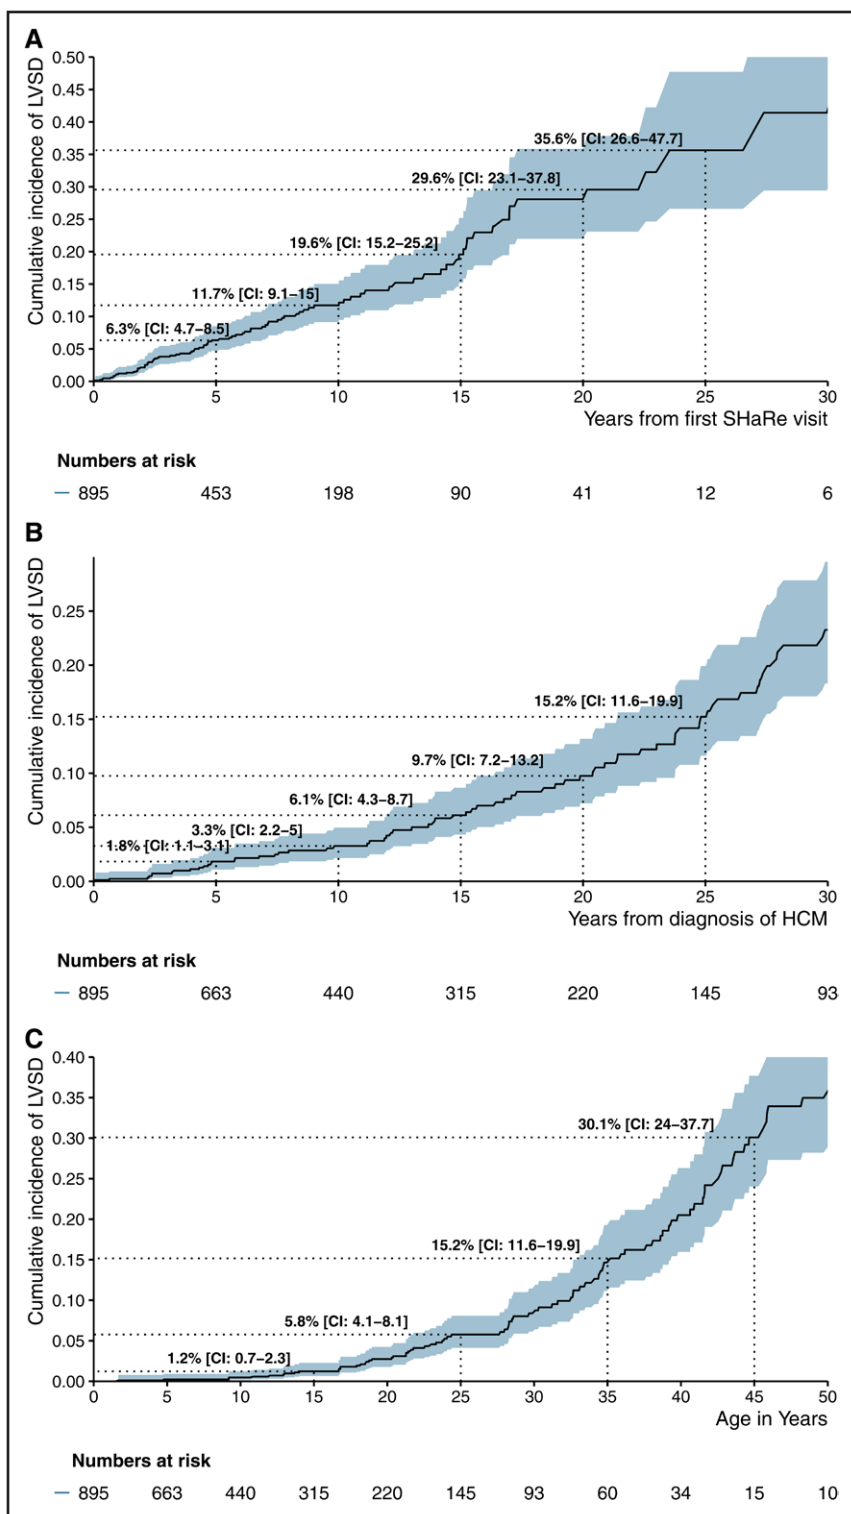 A
Cumulative incidence of LVSD
0.50
0.45
0.40
0.35
0.30
0.25
0.20
0.15
0.10
0.05
0.00
35.6% [CI: 26.6–47.7]
29.6% [CI: 23.1–37.8]
19.6% [CI: 15.2–25.2]
11.7% [CI: 9.1–15]
6.3% [CI: 4.7–8.5]
0 5 10 15 20 25 30
Years from first SHaRe visit
Numbers at risk
895 453 198 90 41 12 6
B
Cumulative incidence of LVSD
0.25
0.20
0.15
0.10
0.05
0.00
15.2% [CI: 11.6–19.9]
9.7% [CI: 7.2–13.2]
6.1% [CI: 4.3–8.7]
3.3% [CI: 2.2–5]
1.8% [CI: 1.1–3.1]
0 5 10 15 20 25 30
Years from diagnosis of HCM
Numbers at risk
895 663 440 315 220 145 93
C
Cumulative incidence of LVSD
0.40
0.35
0.30
0.25
0.20
0.15
0.10
0.05
0.00
30.1% [CI: 24–37.7]
15.2% [CI: 11.6–19.9]
5.8% [CI: 4.1–8.1]
1.2% [CI: 0.7–2.3]
0 5 10 15 20 25 30 35 40 45 50
Age in Years
Numbers at risk
895 663 440 315 220 145 93 60 34 15 10